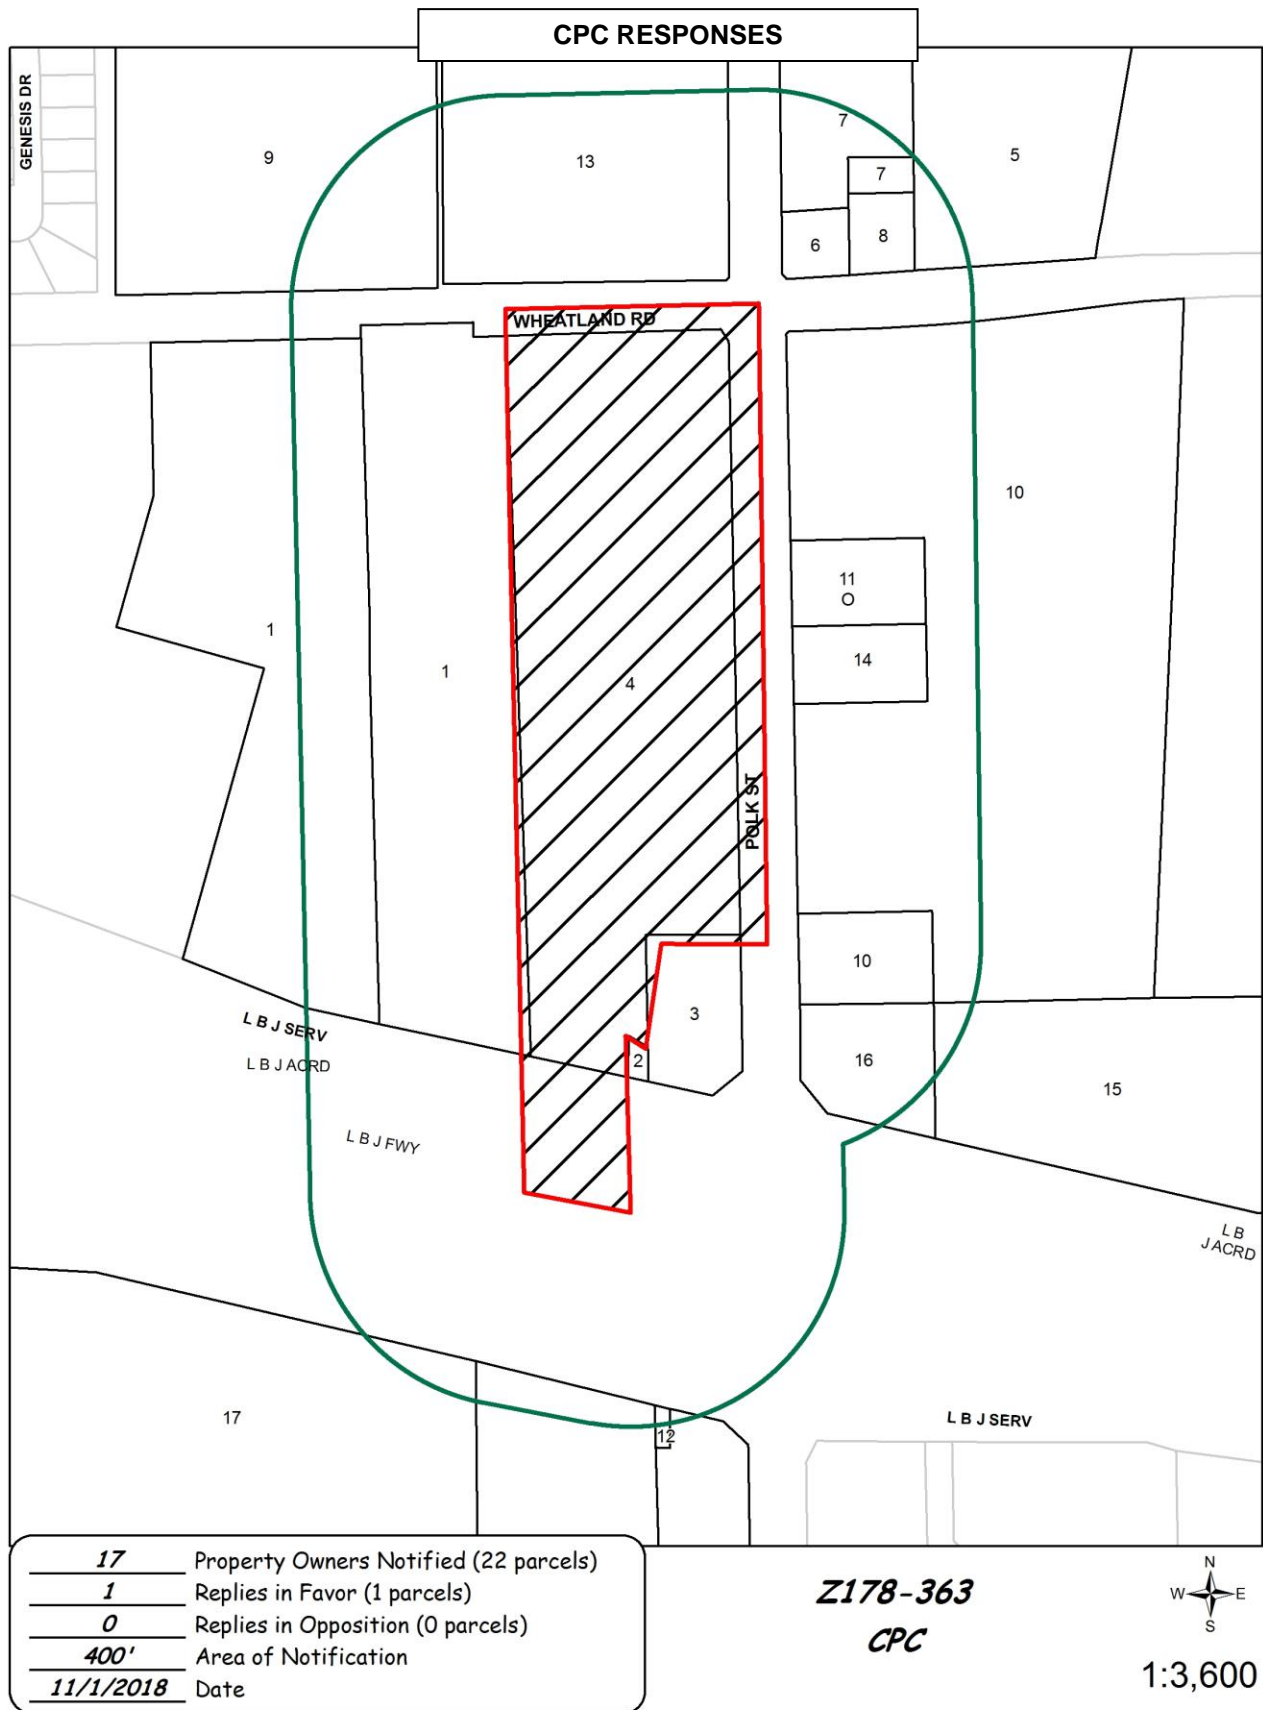 CPC RESPONSES
GENESIS DR
9
13
7
5
7
6
8
WHEATLAND RD
10
11
O
14
1
1
4
POLK ST
10
3
2
16
15
L B J SERV
L B J ACRD
L B J FWY
L B
J ACRD
17
12
L B J SERV
17 Property Owners Notified (22 parcels)
1 Replies in Favor (1 parcels)
0 Replies in Opposition (0 parcels)
400' Area of Notification
11/1/2018 Date
Z178-363
CPC
N
W E
S
1:3,600